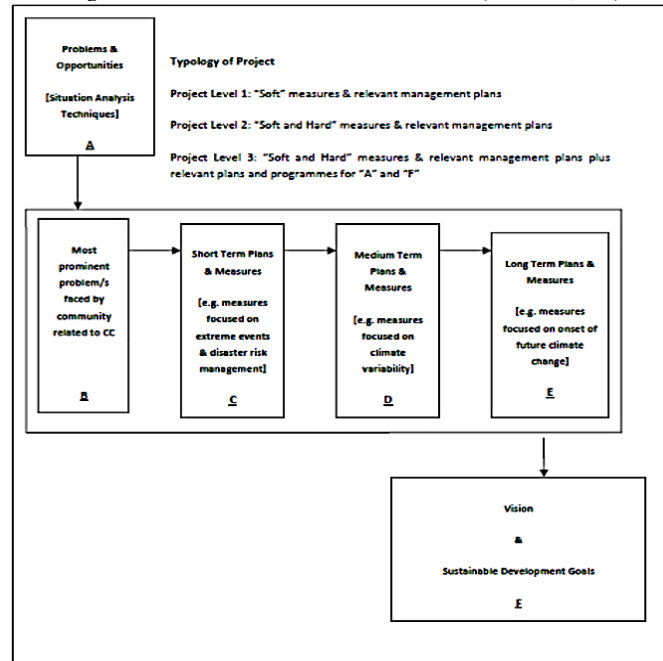 Problems &
Opportunities
[Situation Analysis
Techniques]
A
Typology of Project
Project Level 1: "Soft" measures & relevant management plans
Project Level 2: "Soft and Hard" measures & relevant management plans
Project Level 3: "Soft and Hard" measures & relevant management plans plus
relevant plans and programmes for "A" and "F"
Most
prominent
problem/s
faced by
community
related to CC
B
Short Term Plans
& Measures
[e.g. measures
focused on
extreme events
& disaster risk
management]
C
Medium Term Plans
& Measures
[e.g. measures
focused on
climate
variability]
D
Long Term Plans &
Measures
[e.g. measures
focused on onset of
future climate
change]
E
Vision
&
Sustainable Development Goals
F